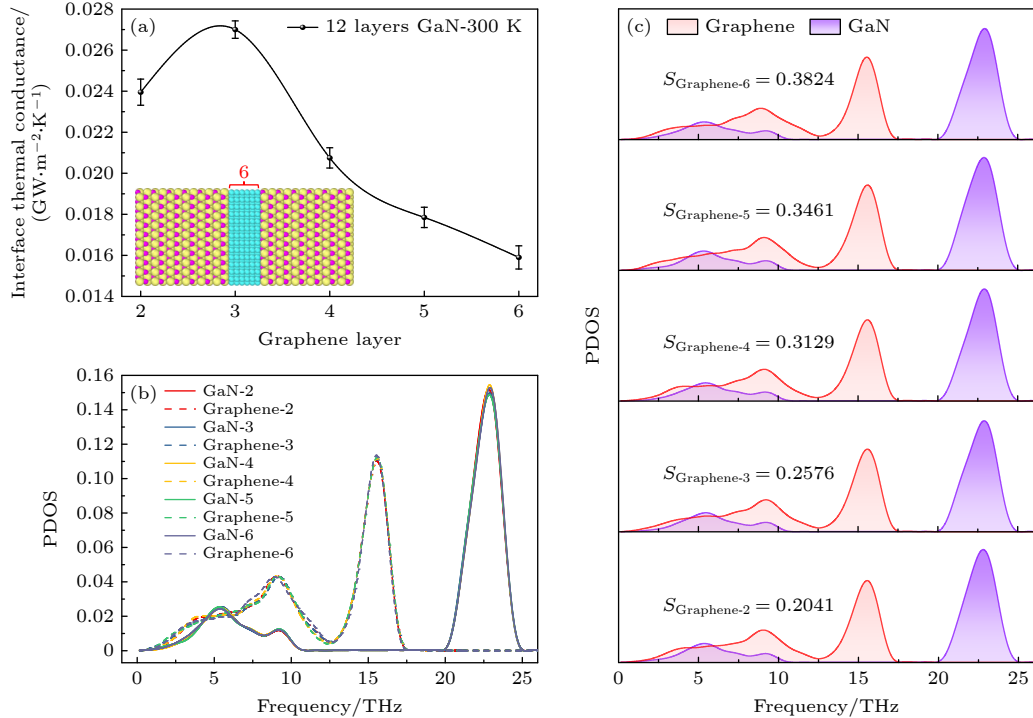 (a)
12 layers GaN-300 K
Interface thermal conductance/
(GW·m⁻²·K⁻¹)
0.028
0.026
0.024
0.022
0.020
0.018
0.016
0.014
6
2 3 4 5 6
Graphene layer
(b)
PDOS
0.16
0.14
0.12
0.10
0.08
0.06
0.04
0.02
0
GaN-2
Graphene-2
GaN-3
Graphene-3
GaN-4
Graphene-4
GaN-5
Graphene-5
GaN-6
Graphene-6
0 5 10 15 20 25
Frequency/THz
(c)
Graphene GaN
PDOS
S_Graphene-6 = 0.3824
S_Graphene-5 = 0.3461
S_Graphene-4 = 0.3129
S_Graphene-3 = 0.2576
S_Graphene-2 = 0.2041
0 5 10 15 20 25
Frequency/THz